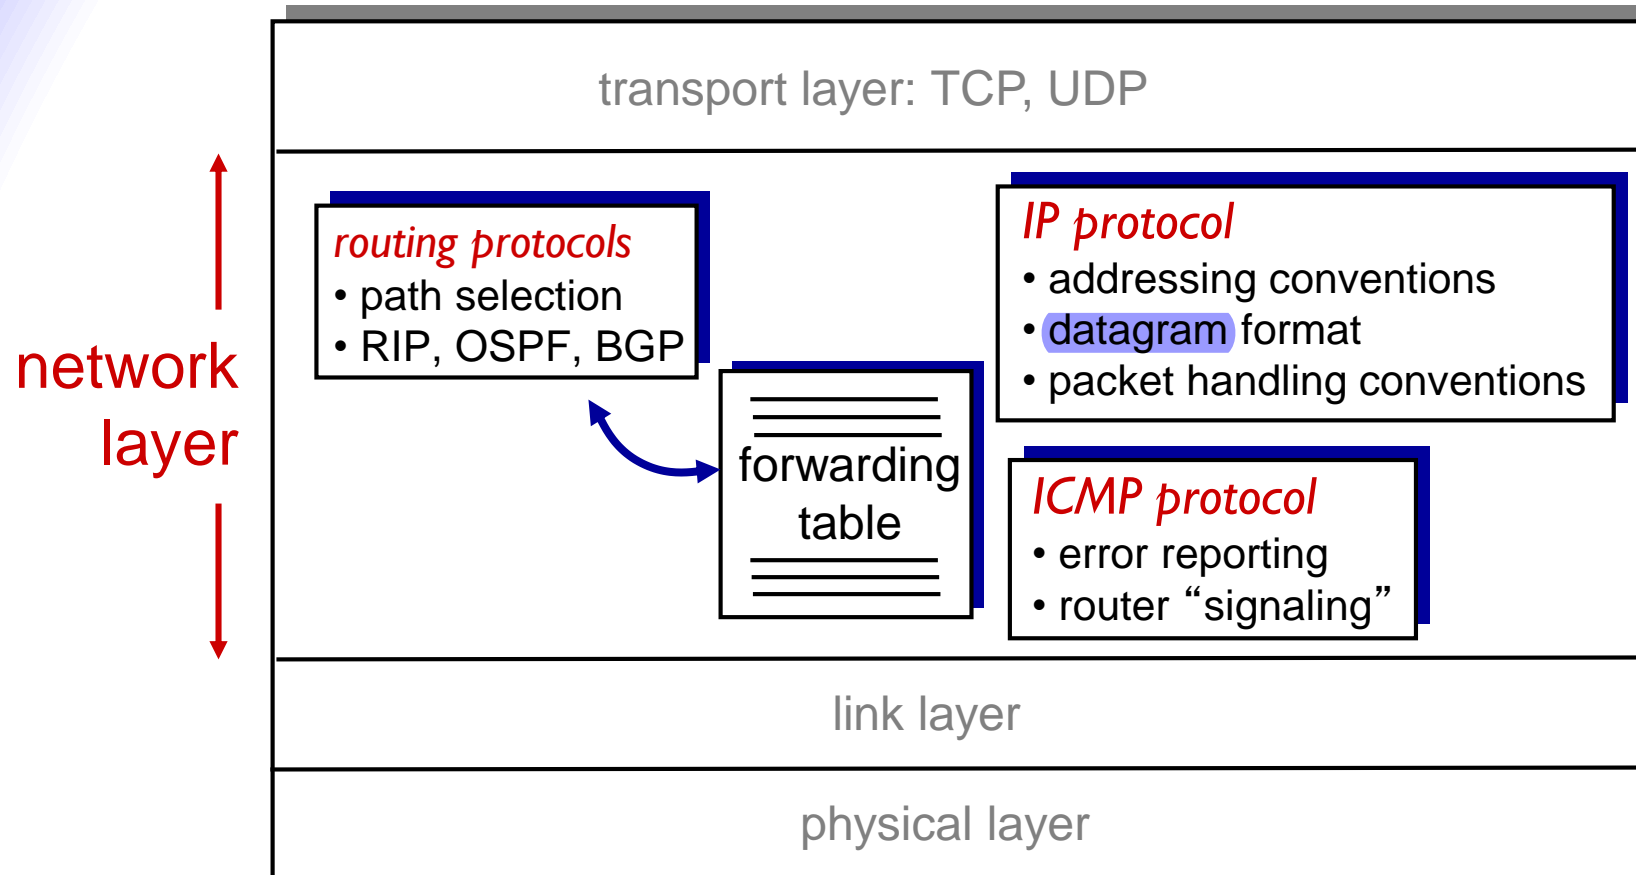 transport layer: TCP, UDP
network
layer
routing protocols
• path selection
• RIP, OSPF, BGP
forwarding
table
IP protocol
• addressing conventions
• datagram format
• packet handling conventions
ICMP protocol
• error reporting
• router “signaling”
link layer
physical layer